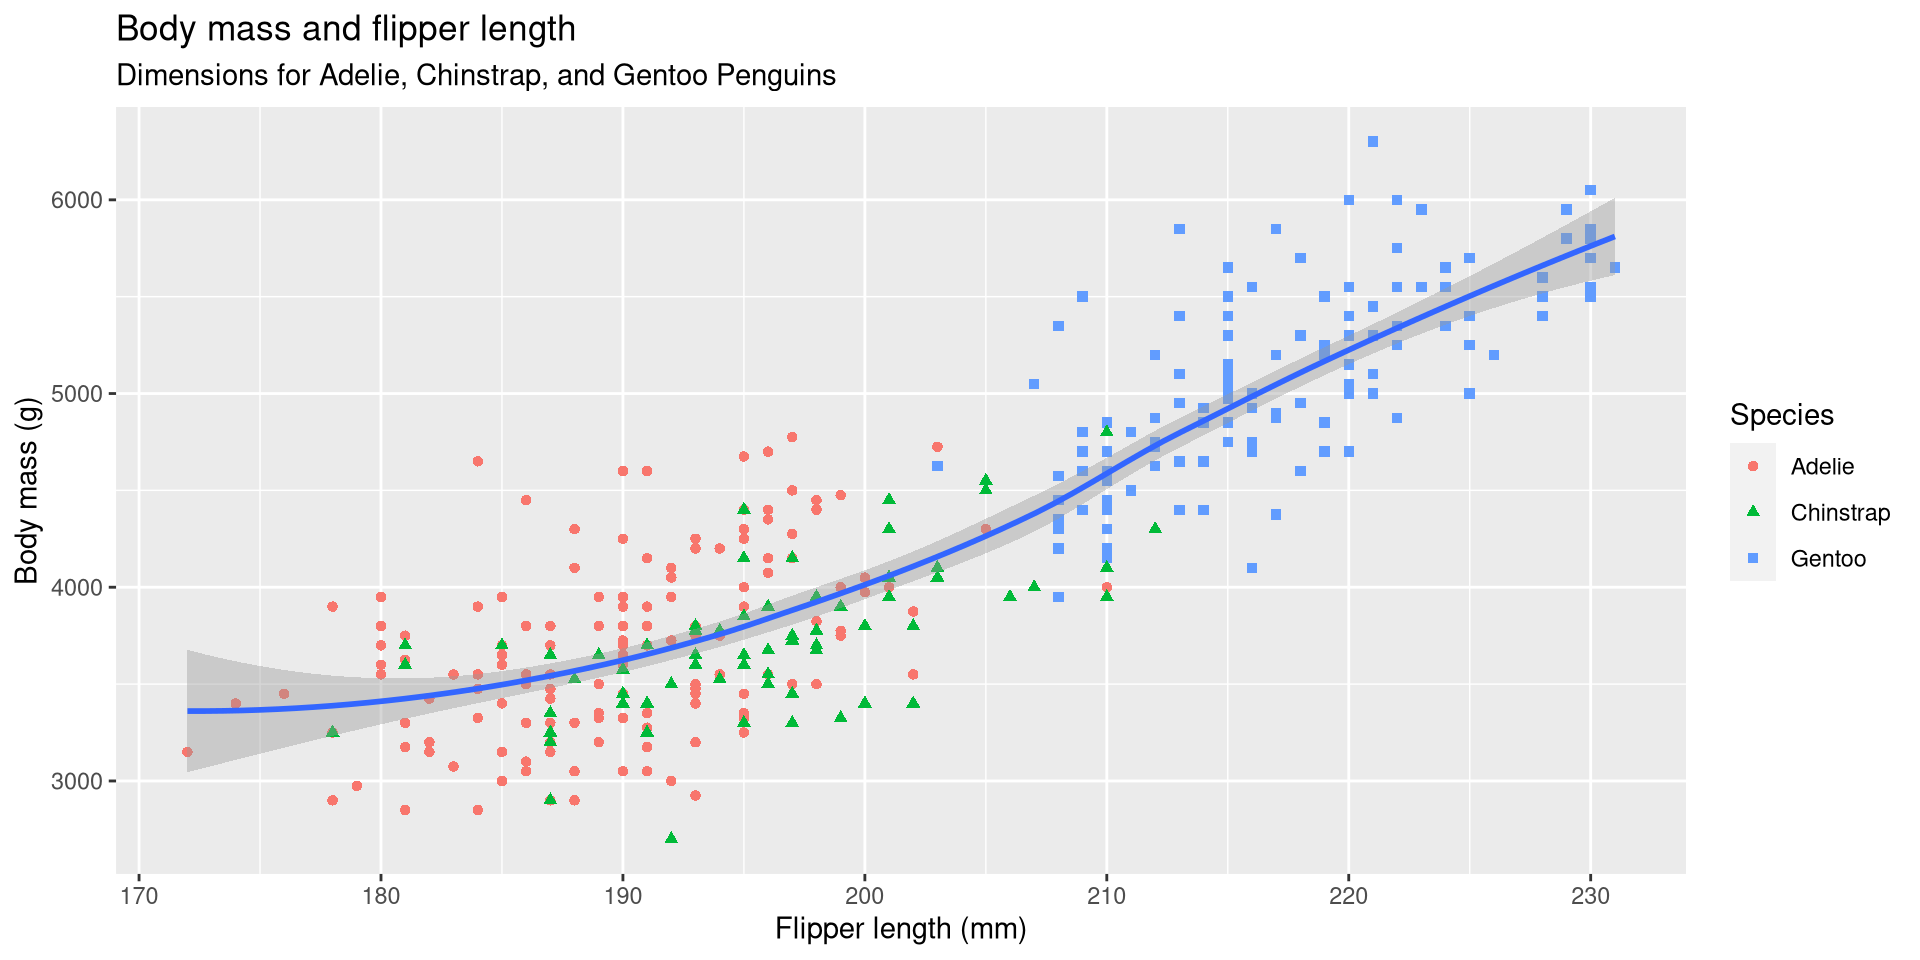 Body mass and flipper length
Dimensions for Adelie, Chinstrap, and Gentoo Penguins
Body mass (g)
6000
5000
4000
3000
170 180 190 200 210 220 230
Flipper length (mm)
Species
Adelie
Chinstrap
Gentoo